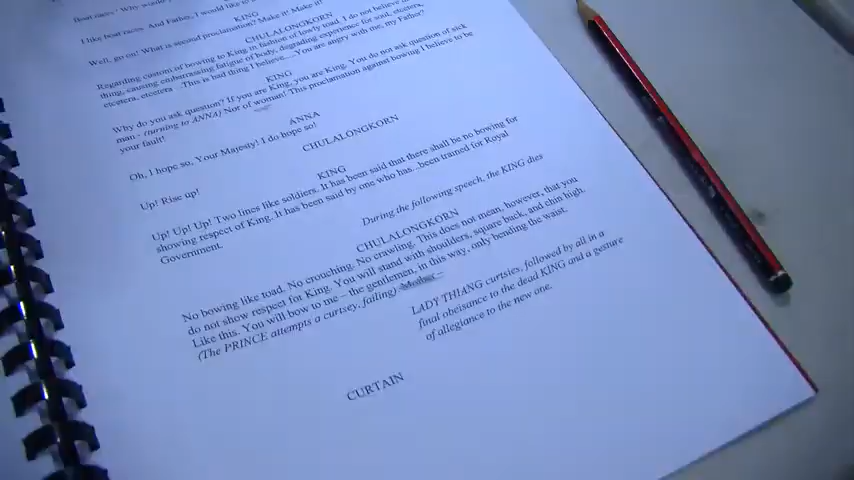 Boat races - Why would
KING
I like boat races. And Father, I would like to
CHULALONGKORN
Well, go on! What is second proclamation? Make it! Make it!
Regarding custom of bowing to King in fashion of lowly toad. I do not believe
thing, causing embarrassing fatigue of body, degrading experience for soul, etcetera,
etcetera, etcetera... This is bad thing I believe.....You are angry with me, my Father?
KING
Why do you ask question? If you are King, you are King. You do not ask question of sick
man - (turning to ANNA) Nor of woman! This proclamation against bowing I believe to be
your fault!
ANNA
Oh, I hope so, Your Majesty! I do hope so!
CHULALONGKORN
Up! Rise up!
KING
Up! Up! Up! Two lines like soldiers. It has been said that there shall be no bowing for
showing respect of King. It has been said by one who has...been trained for Royal
Government.
During the following speech, the KING dies
CHULALONGKORN
No bowing like toad. No crouching. No crawling. This does not mean, however, that you
do not show respect for King. You will stand with shoulders, square back, and chin high.
Like this. You will bow to me – the gentlemen, in this way, only bending the waist.
(The PRINCE attempts a curtsey, failing) Mother –
LADY THIANG curtsies, followed by all in a
final obeisance to the dead KING and a gesture
of allegiance to the new one.
CURTAIN